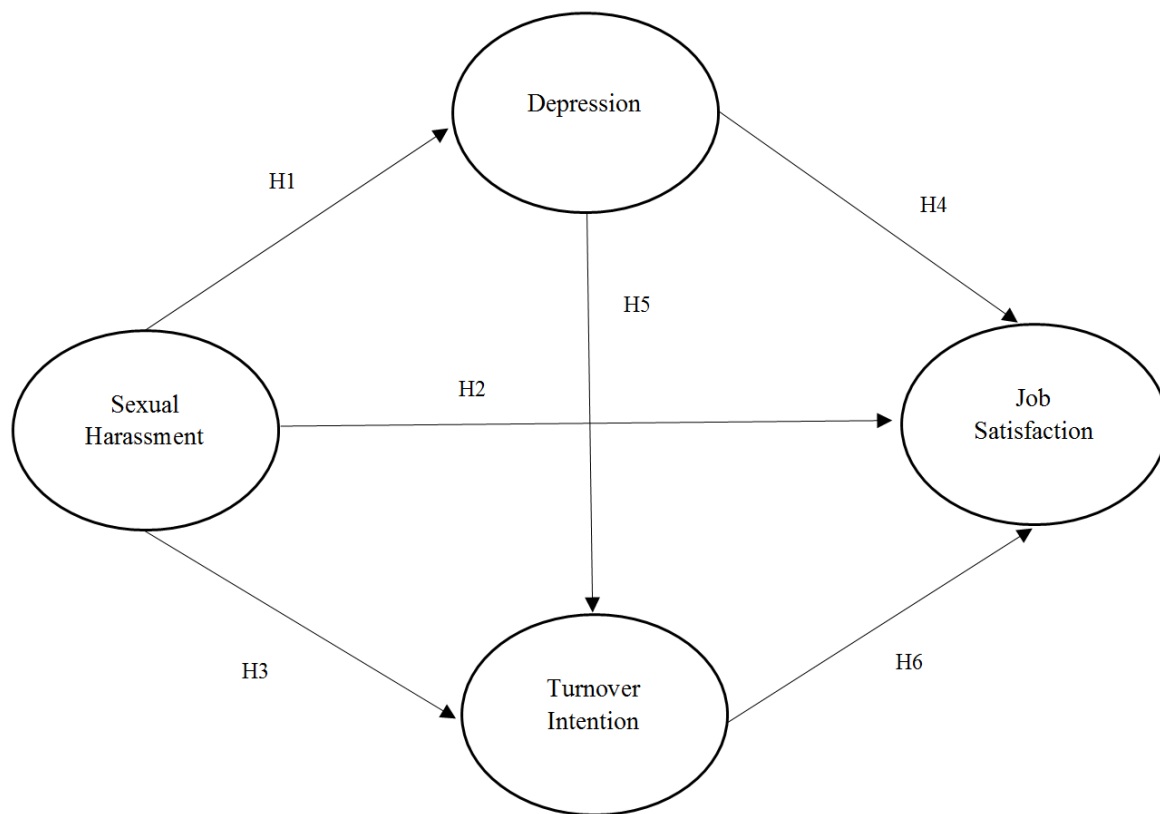 Depression
H1
H4
H5
H2
Sexual
Harassment
Job
Satisfaction
H3
H6
Turnover
Intention